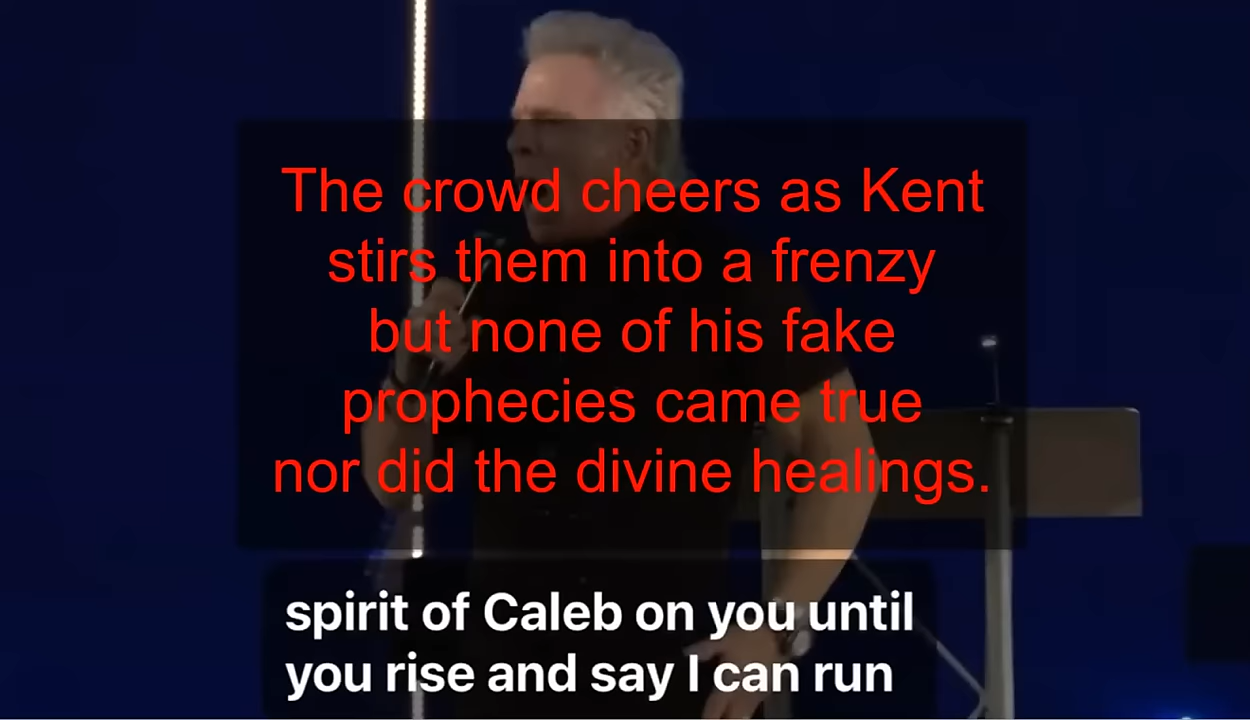 The crowd cheers as Kent
stirs them into a frenzy
but none of his fake
prophecies came true
nor did the divine healings.
spirit of Caleb on you until
you rise and say I can run